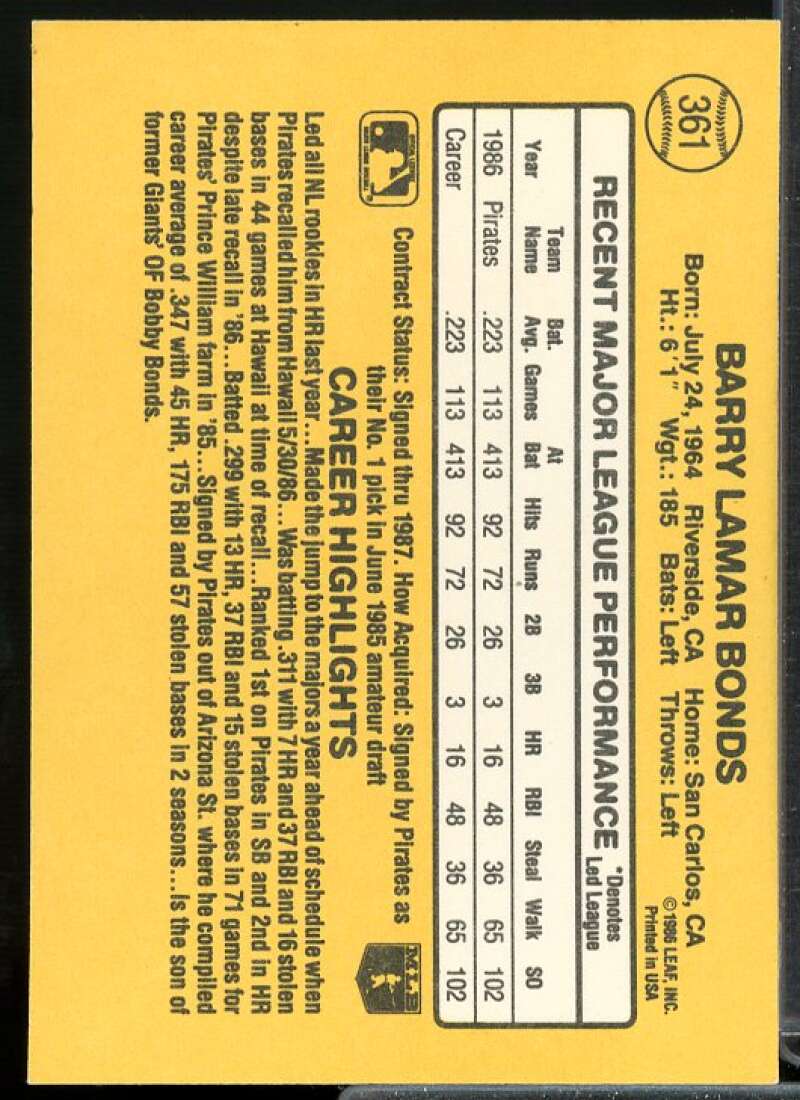 361
BARRY LAMAR BONDS
Born: July 24, 1964 Riverside, CA Home: San Carlos, CA
Ht.: 6'1" Wgt.: 185 Bats: Left Throws: Left
©1986 LEAF, INC.
Printed in USA
RECENT MAJOR LEAGUE PERFORMANCE *Denotes
Led League
Team Bat. At
Year Name Avg. Games Bat Hits Runs 2B 3B HR RBI Steal Walk SO
1986 Pirates .223 113 413 92 72 26 3 16 48 36 65 102
Career .223 113 413 92 72 26 3 16 48 36 65 102
Contract Status: Signed thru 1987. How Acquired: Signed by Pirates as
their No. 1 pick in June 1985 amateur draft
MLB
CAREER HIGHLIGHTS
Led all NL rookies in HR last year...Made the jump to the majors a year ahead of schedule when
Pirates recalled him from Hawaii 5/30/86...Was batting .311 with 7 HR and 37 RBI and 16 stolen
bases in 44 games at Hawaii at time of recall...Ranked 1st on Pirates in SB and 2nd in HR
despite late recall in '86...Batted .299 with 13 HR, 37 RBI and 15 stolen bases in 71 games for
Pirates' Prince William farm in '85...Signed by Pirates out of Arizona St. where he compiled
career average of .347 with 45 HR, 175 RBI and 57 stolen bases in 2 seasons...Is the son of
former Giants' OF Bobby Bonds.